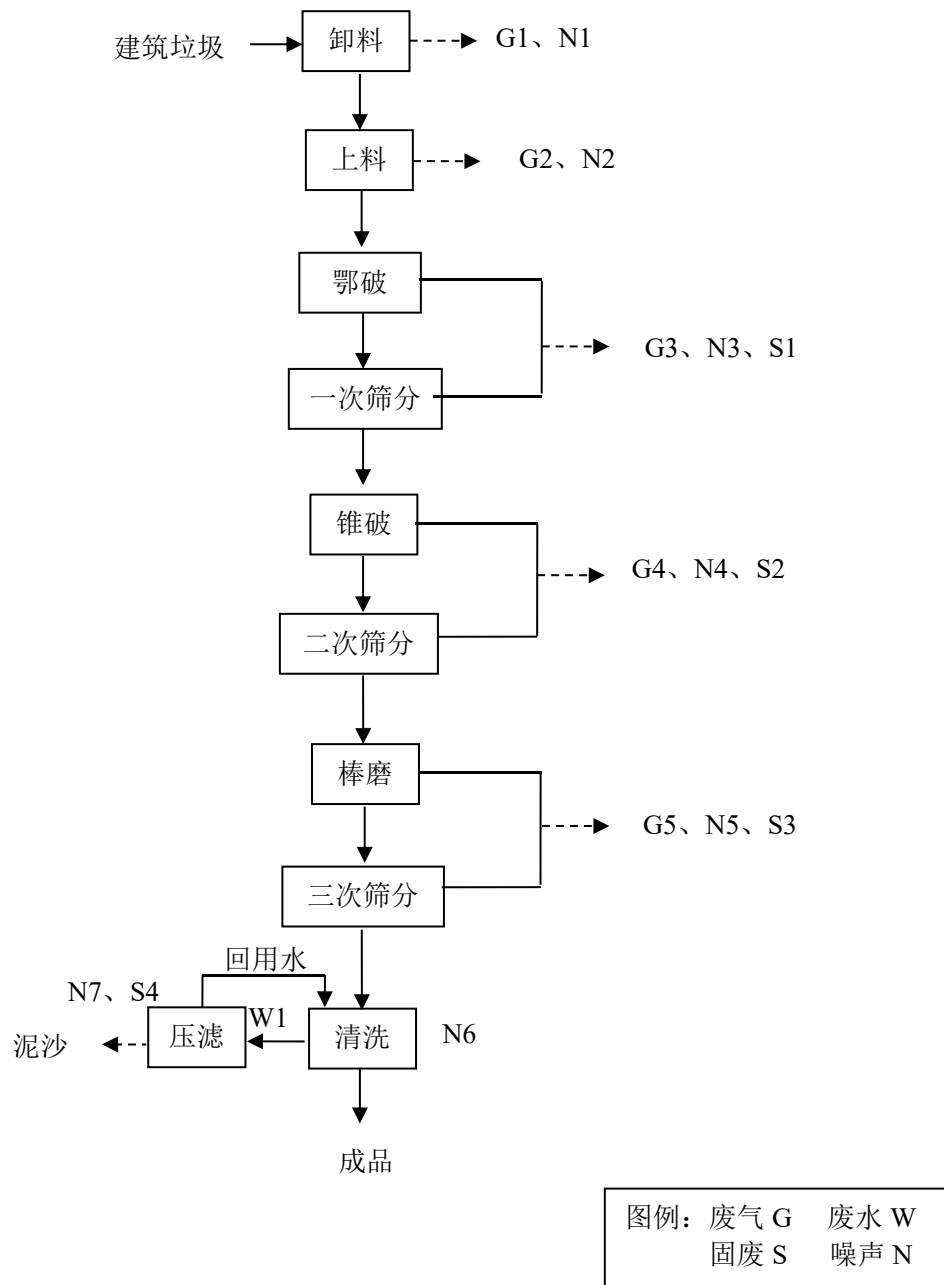 建筑垃圾
卸料
G1、N1
上料
G2、N2
鄂破
G3、N3、S1
一次筛分
锥破
G4、N4、S2
二次筛分
棒磨
G5、N5、S3
三次筛分
回用水
N7、S4
W1
泥沙
压滤
清洗
N6
成品
图例：废气 G 废水 W
固废 S 噪声 N